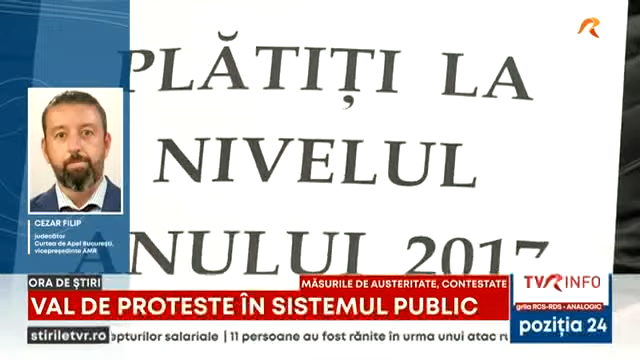 PLĂTIȚI LA
NIVELUL
ANULUI 2017
CEZAR FILIP
judecător
Curtea de Apel București,
vicepreședinte AMR
ORA DE ȘTIRI
MĂSURILE DE AUSTERITATE, CONTESTATE
VAL DE PROTESTE ÎN SISTEMUL PUBLIC
TVR INFO
grila RCS-RDS - ANALOGIC
poziția 24
stiriletvr.ro
epturilor salariale | 11 persoane au fost rănite în urma unui atac